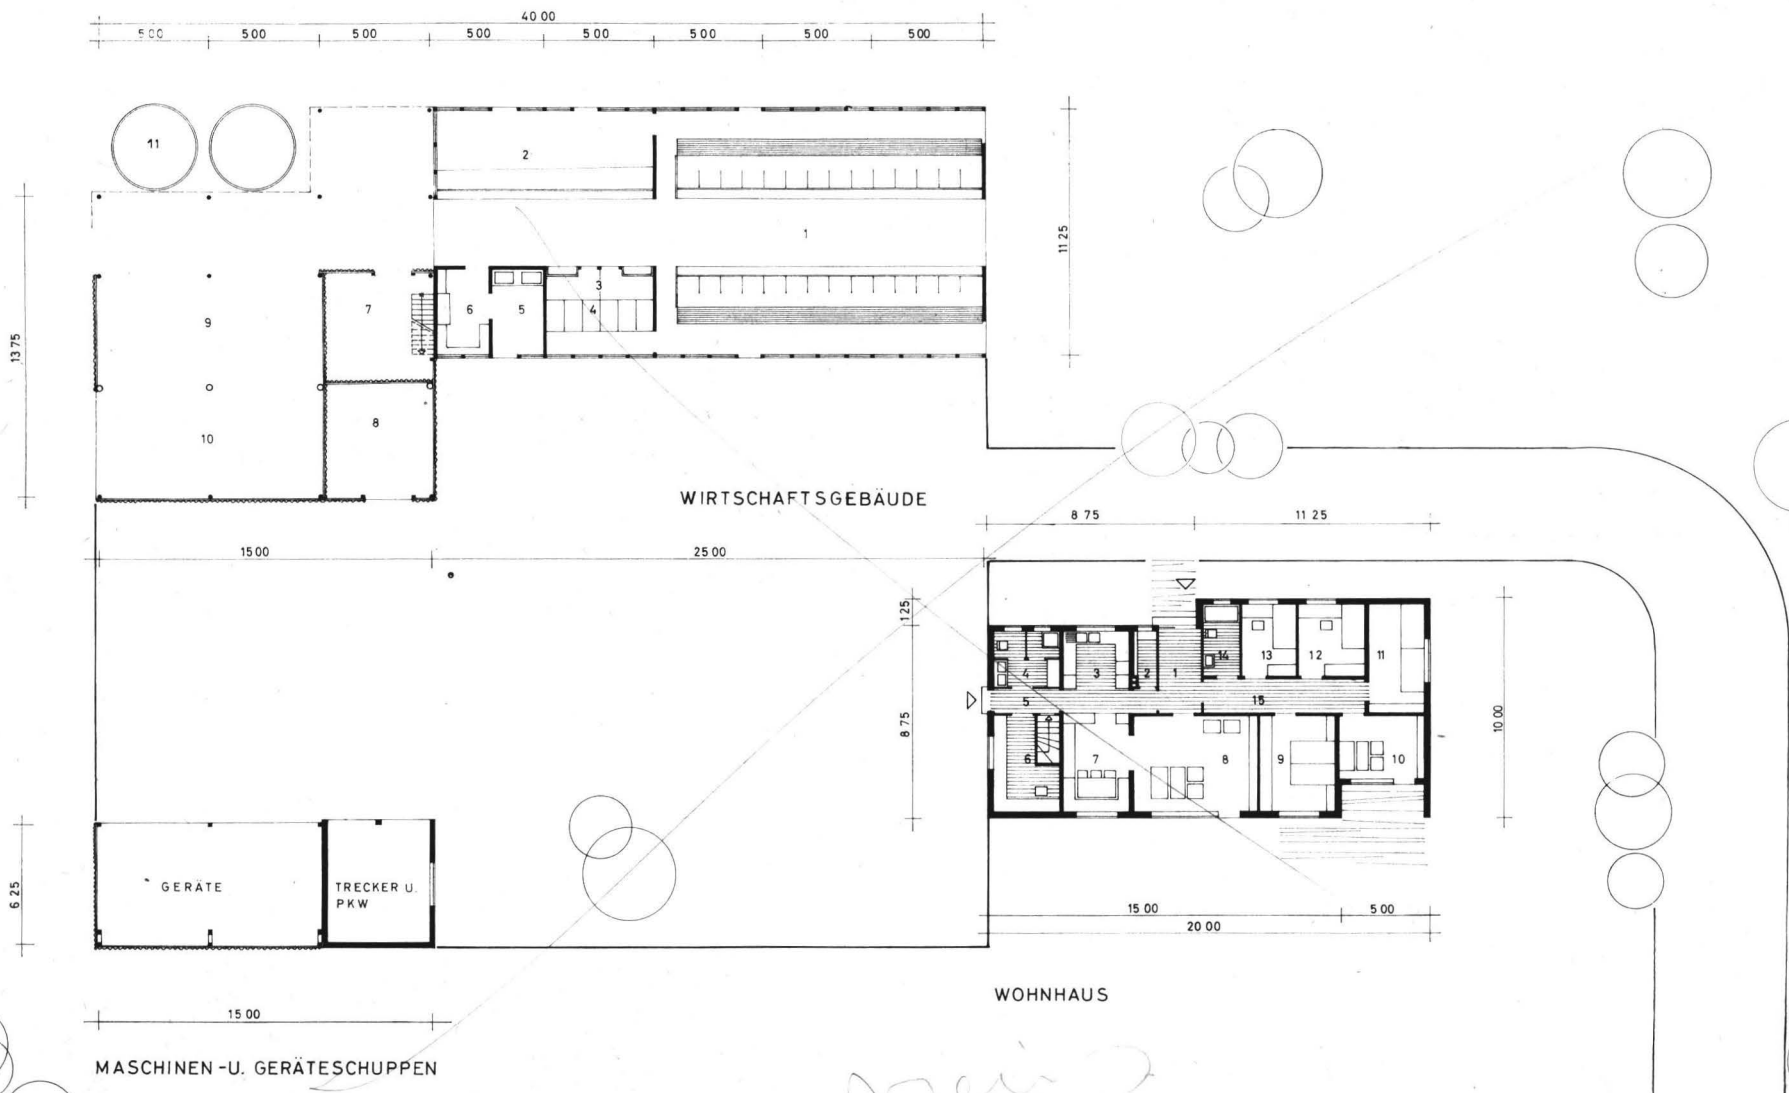 40 00
5 00 5 00 5 00 5 00 5 00 5 00 5 00 5 00
11
2
1
11 25
3
4
5
6
7
9
13 75
8
10
WIRTSCHAFTSGEBÄUDE
8 75 11 25
15 00 25 00
1 25
8 75
4 3 2 1 14 13 12 11
5 15
6 7 8 9 10
10 00
6 25
GERÄTE
TRECKER U.
PKW
15 00 5 00
20 00
WOHNHAUS
15 00
MASCHINEN-U. GERÄTESCHUPPEN